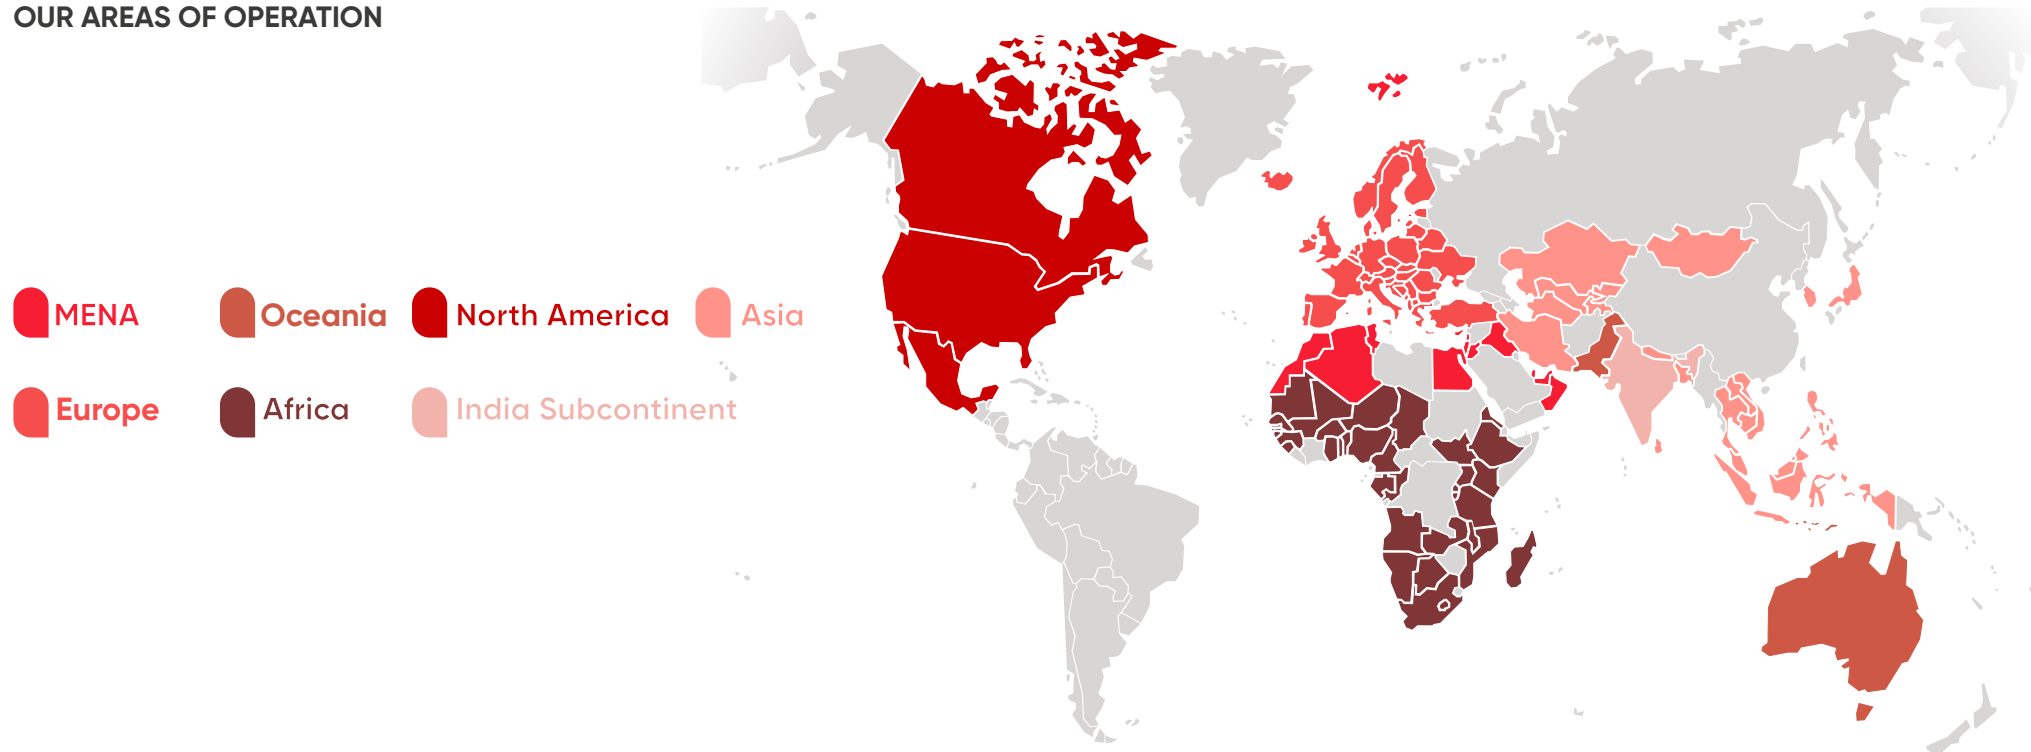 OUR AREAS OF OPERATION
MENA Oceania North America Asia
Europe Africa India Subcontinent